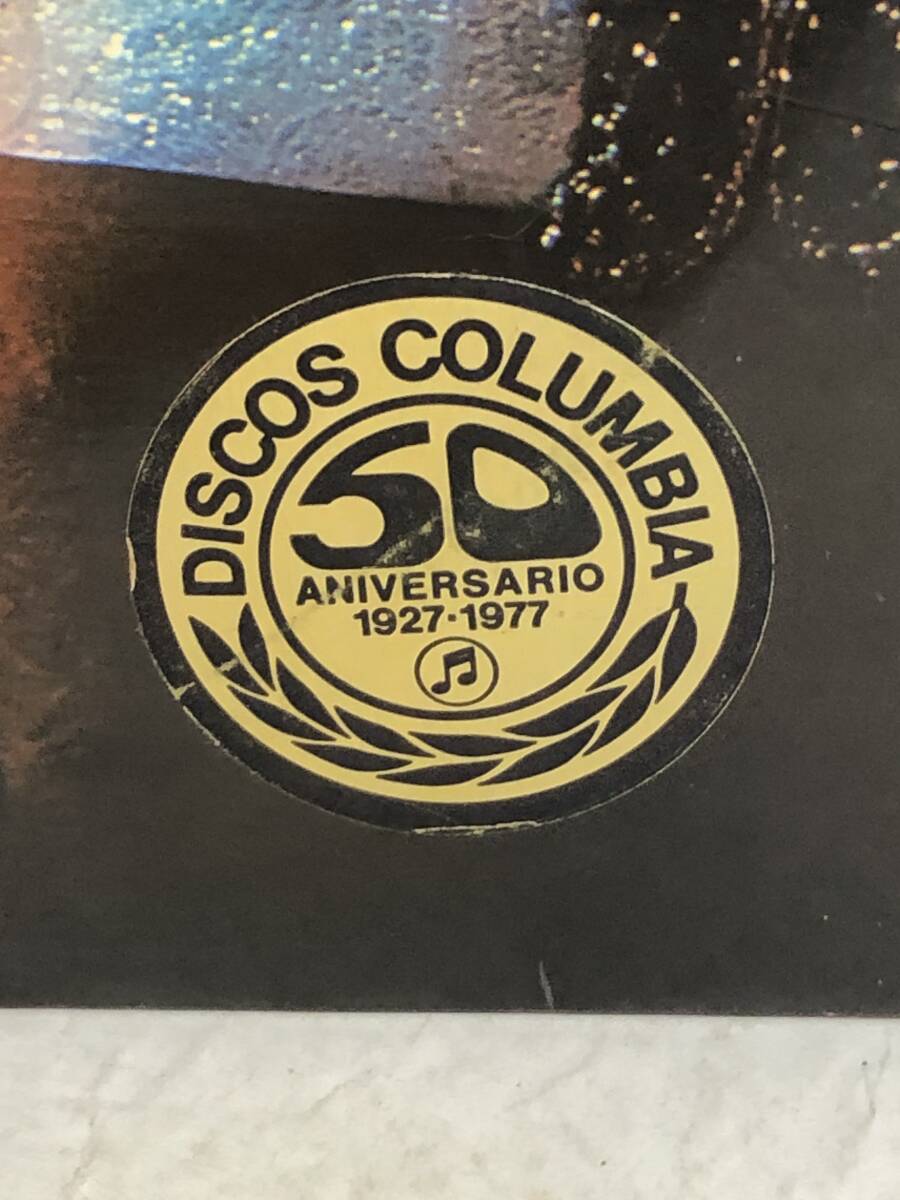 DISCOS COLUMBIA
50
ANIVERSARIO
1927·1977